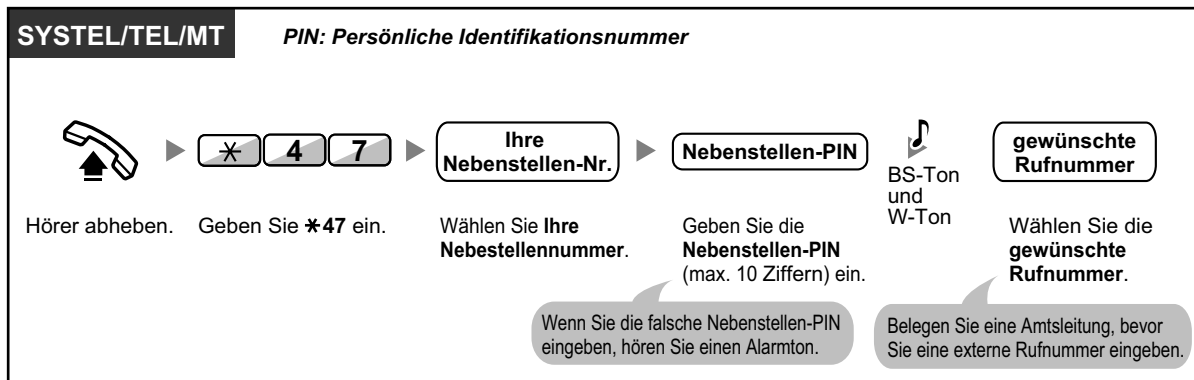 SYSTEL/TEL/MT PIN: Persönliche Identifikationsnummer
✳ 4 7
Ihre
Nebenstellen-Nr.
Nebenstellen-PIN
BS-Ton
und
W-Ton
gewünschte
Rufnummer
Hörer abheben.
Geben Sie ✳47 ein.
Wählen Sie Ihre
Nebestellennummer.
Geben Sie die
Nebenstellen-PIN
(max. 10 Ziffern) ein.
Wählen Sie die
gewünschte
Rufnummer.
Wenn Sie die falsche Nebenstellen-PIN
eingeben, hören Sie einen Alarmton.
Belegen Sie eine Amtsleitung, bevor
Sie eine externe Rufnummer eingeben.